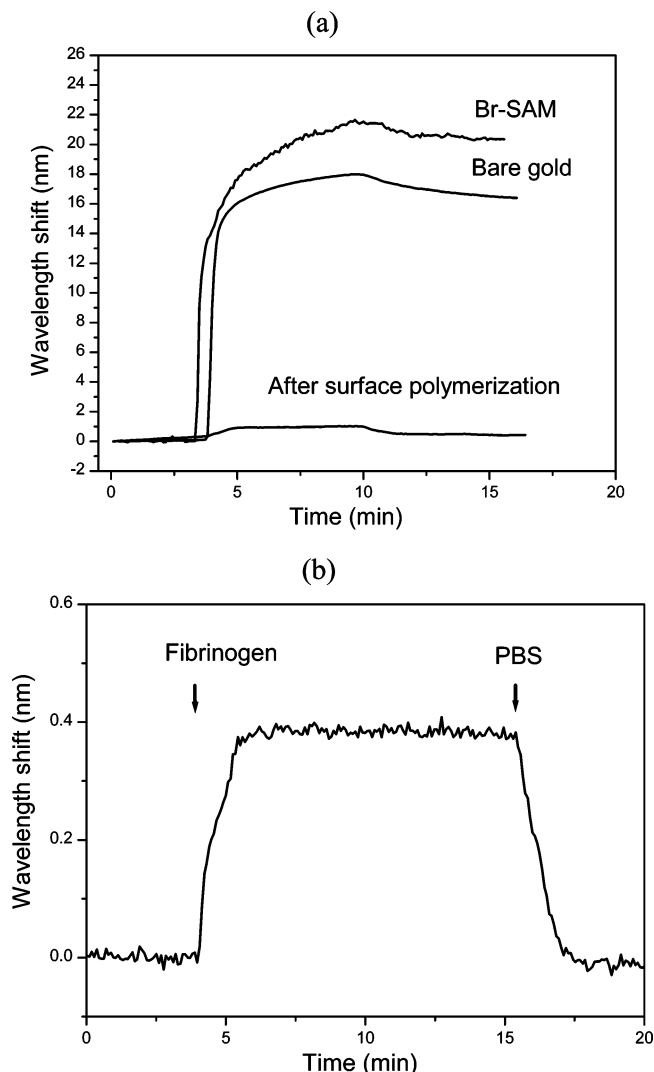 (a)
26
24
22
20
18
16
14
12
10
8
6
4
2
0
-2
Wavelength shift (nm)
Br-SAM
Bare gold
After surface polymerization
0 5 10 15 20
Time (min)
(b)
0.6
0.4
0.2
0.0
Wavelength shift (nm)
Fibrinogen PBS
0 5 10 15 20
Time (min)